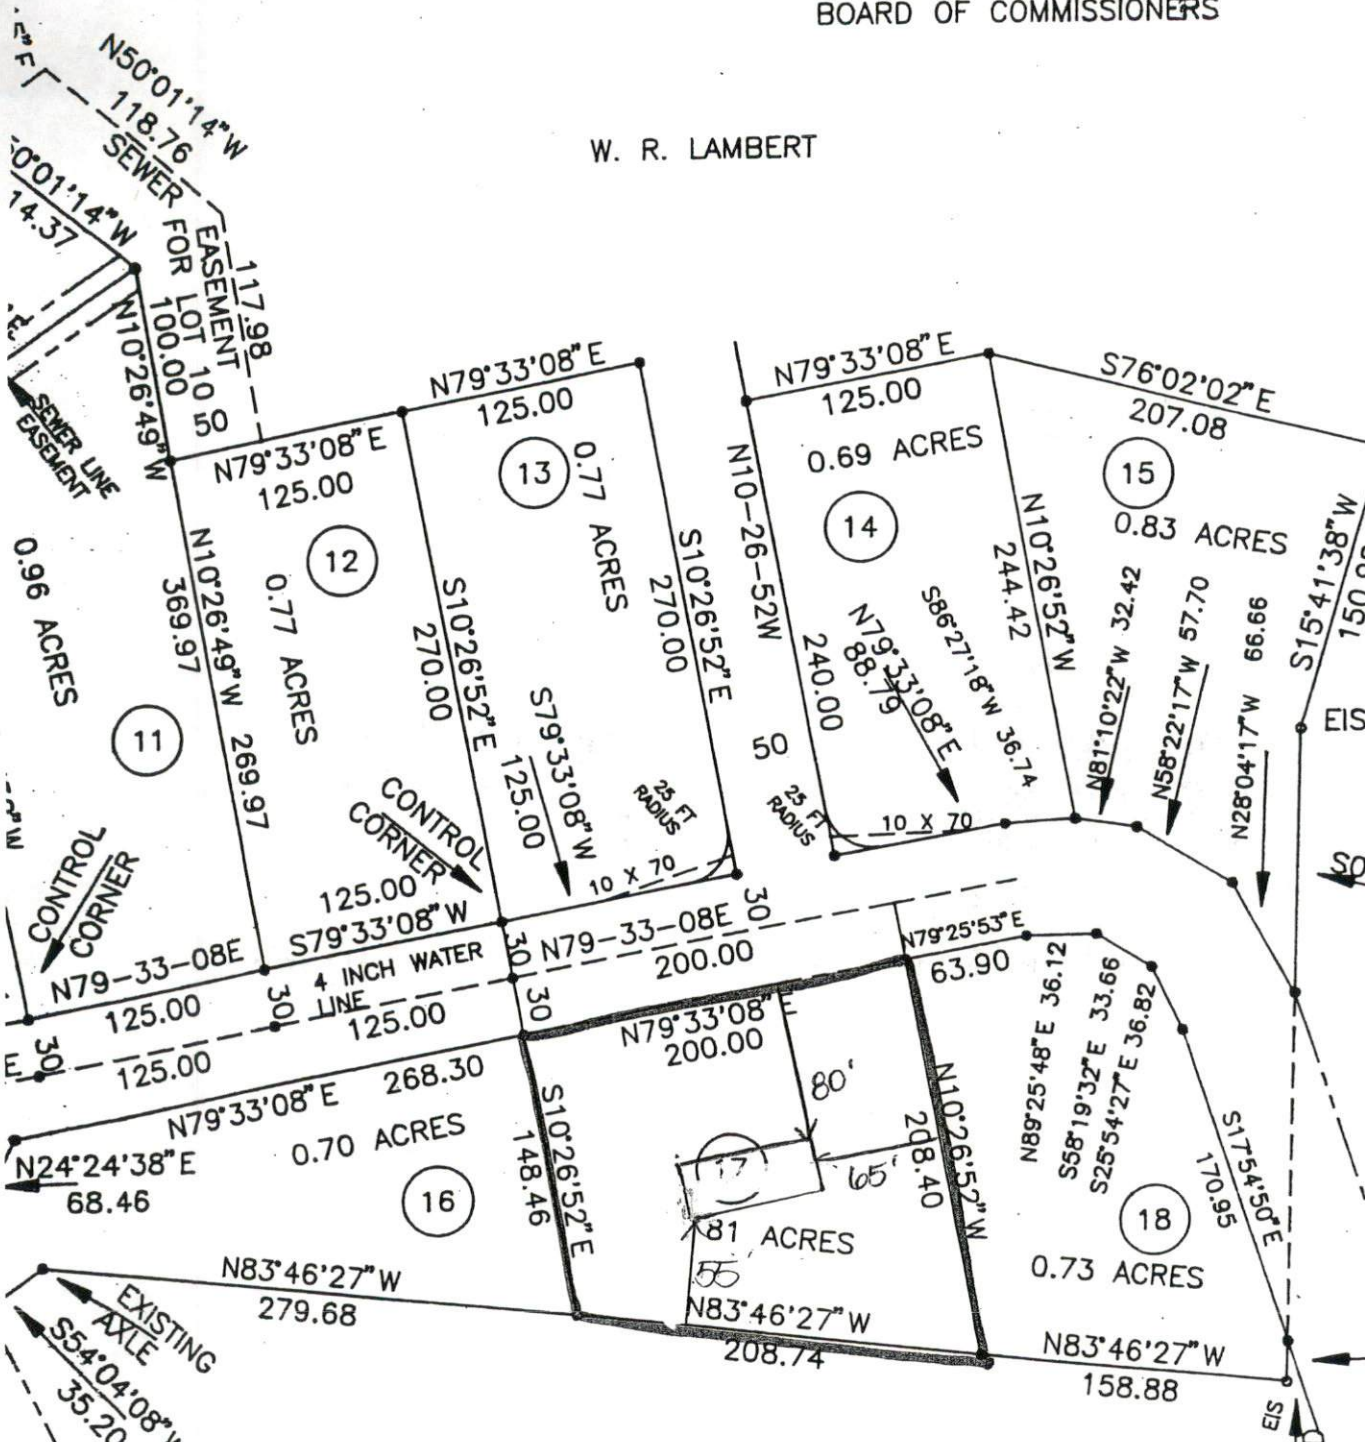 BOARD OF COMMISSIONERS
W. R. LAMBERT
N50°01'14"W
118.76
SEWER EASEMENT
FOR LOT 10
117.98
0°01'14"W
14.37
N10°26'49"W
100.00
50
SEWER LINE
EASEMENT
N79°33'08"E
125.00
N79°33'08"E
125.00
N79°33'08"E
125.00
S76°02'02"E
207.08
0.96 ACRES
11
N10°26'49"W 269.97
369.97
12
0.77 ACRES
S10°26'52"E
270.00
13
0.77 ACRES
S10°26'52"E
270.00
N10-26-52W
240.00
50
14
0.69 ACRES
N10°26'52"W
244.42
15
0.83 ACRES
S15°41'38"W
EIS
N79°33'08"E
88.79
S86°27'18"W 36.74
N81°10'22"W 32.42
N58°22'17"W 57.70
N28°04'17"W 66.66
S79°33'08"W
125.00
25 FT
RADIUS
25 FT
RADIUS
10 X 70
10 X 70
CONTROL
CORNER
CONTROL
CORNER
125.00
S79°33'08"W
N79-33-08E
125.00
4 INCH WATER
LINE
30
30
30
30
30
N79-33-08E
200.00
125.00
125.00
N79°33'08"E
268.30
N79°33'08"
200.00
N79°25'53"E
63.90
N89°25'48"E 36.12
S58°19'32"E 33.66
S25°54'27"E 36.82
S17°54'50"E
170.95
N24°24'38"E
68.46
0.70 ACRES
16
S10°26'52"E
148.46
80'
65'
17
81 ACRES
55
N10°26'52"W
208.40
18
0.73 ACRES
N83°46'27"W
279.68
N83°46'27"W
208.74
N83°46'27"W
158.88
EXISTING
AXLE
S54°04'08"W
35.20
EIS